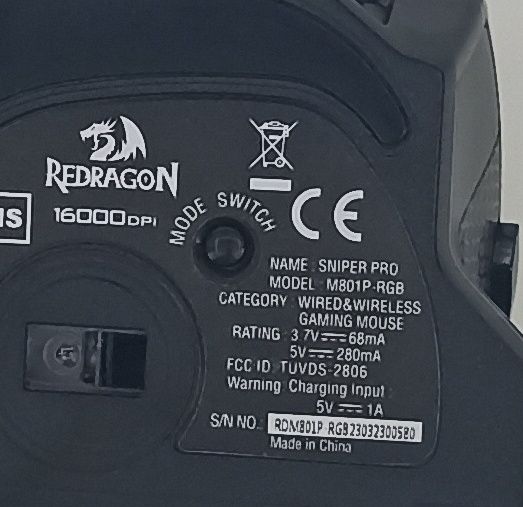 REDRAGON
16000DPI
MODE SWITCH
IS
CE
NAME : SNIPER PRO
MODEL : M801P-RGB
CATEGORY : WIRED&WIRELESS
GAMING MOUSE
RATING : 3.7V⎓68mA
5V⎓280mA
FCC ID : TUVDS-2806
Warning: Charging Input :
5V⎓1A
S/N NO.: RDM801P-RGB23032300580
Made in China